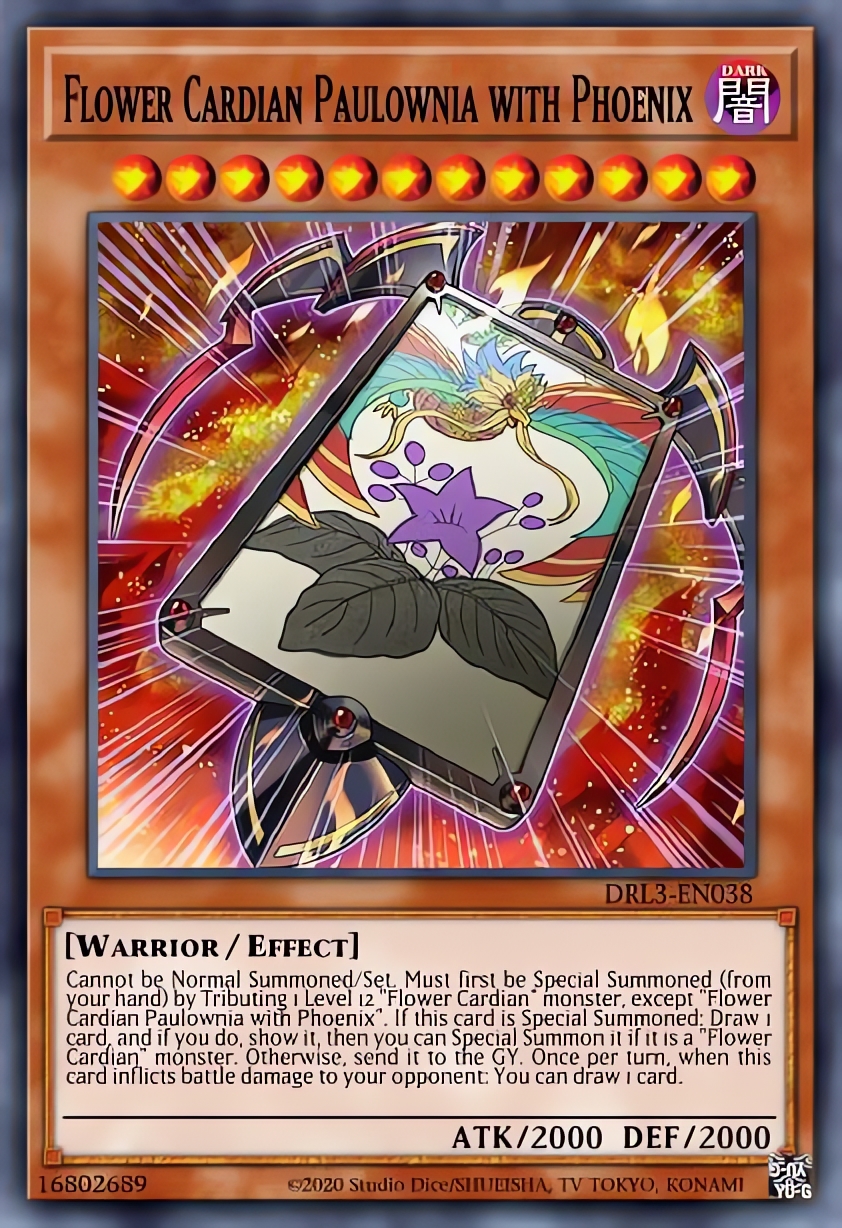 Flower Cardian Paulownia with Phoenix
DARK
闇
DRL3-EN038
[Warrior / Effect]
Cannot be Normal Summoned/Set. Must first be Special Summoned (from
your hand) by Tributing 1 Level 12 "Flower Cardian" monster, except "Flower
Cardian Paulownia with Phoenix". If this card is Special Summoned: Draw 1
card, and if you do, show it, then you can Special Summon it if it is a "Flower
Cardian" monster. Otherwise, send it to the GY. Once per turn, when this
card inflicts battle damage to your opponent: You can draw 1 card.
ATK/2000 DEF/2000
16802689
©2020 Studio Dice/SHUEISHA, TV TOKYO, KONAMI